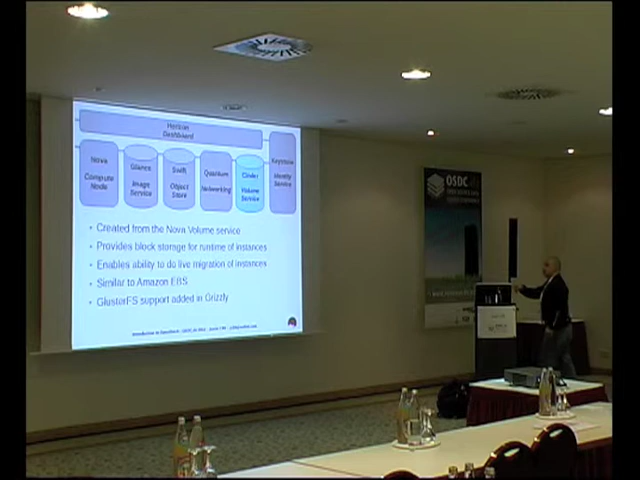 Horizon
Dashboard
Nova
Compute
Node
Glance
Image
Service
Swift
Object
Store
Quantum
Networking
Cinder
Volume
Service
Keystone
Identity
Service
• Created from the Nova Volume service
• Provides block storage for runtime of instances
• Enables ability to do live migration of instances
• Similar to Amazon EBS
• GlusterFS support added in Grizzly
OSDC